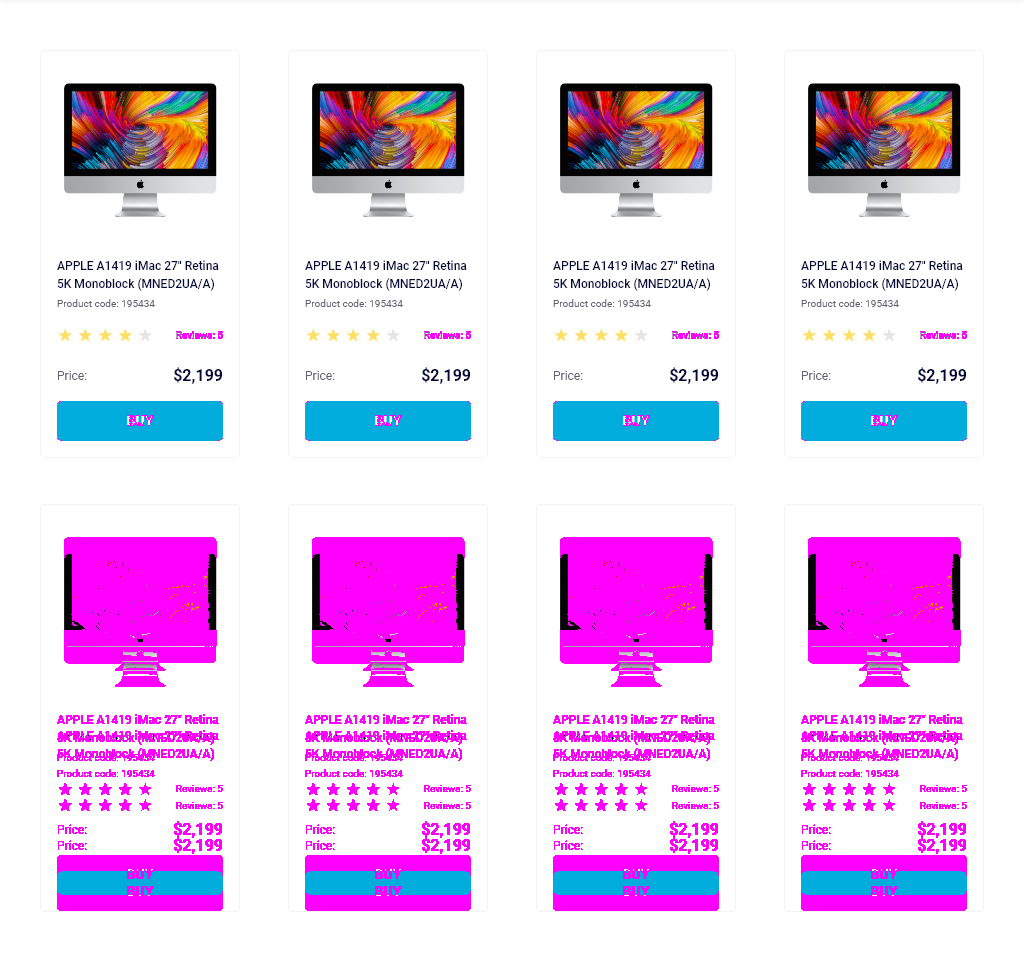 APPLE A1419 iMac 27" Retina APPLE A1419 iMac 27" Retina APPLE A1419 iMac 27" Retina APPLE A1419 iMac 27" Retina
5K Monoblock (MNED2UA/A) 5K Monoblock (MNED2UA/A) 5K Monoblock (MNED2UA/A) 5K Monoblock (MNED2UA/A)
Product code: 195434 Product code: 195434 Product code: 195434 Product code: 195434
Reviews: 5 Reviews: 5 Reviews: 5 Reviews: 5
Price: $2,199 Price: $2,199 Price: $2,199 Price: $2,199
BUY BUY BUY BUY
APPLE A1419 iMac 27" Retina APPLE A1419 iMac 27" Retina APPLE A1419 iMac 27" Retina APPLE A1419 iMac 27" Retina
5K Monoblock (MNED2UA/A) 5K Monoblock (MNED2UA/A) 5K Monoblock (MNED2UA/A) 5K Monoblock (MNED2UA/A)
Product code: 195434 Product code: 195434 Product code: 195434 Product code: 195434
Reviews: 5 Reviews: 5 Reviews: 5 Reviews: 5
Reviews: 5 Reviews: 5 Reviews: 5 Reviews: 5
Price: $2,199 Price: $2,199 Price: $2,199 Price: $2,199
Price: $2,199 Price: $2,199 Price: $2,199 Price: $2,199
BUY BUY BUY BUY
BUY BUY BUY BUY